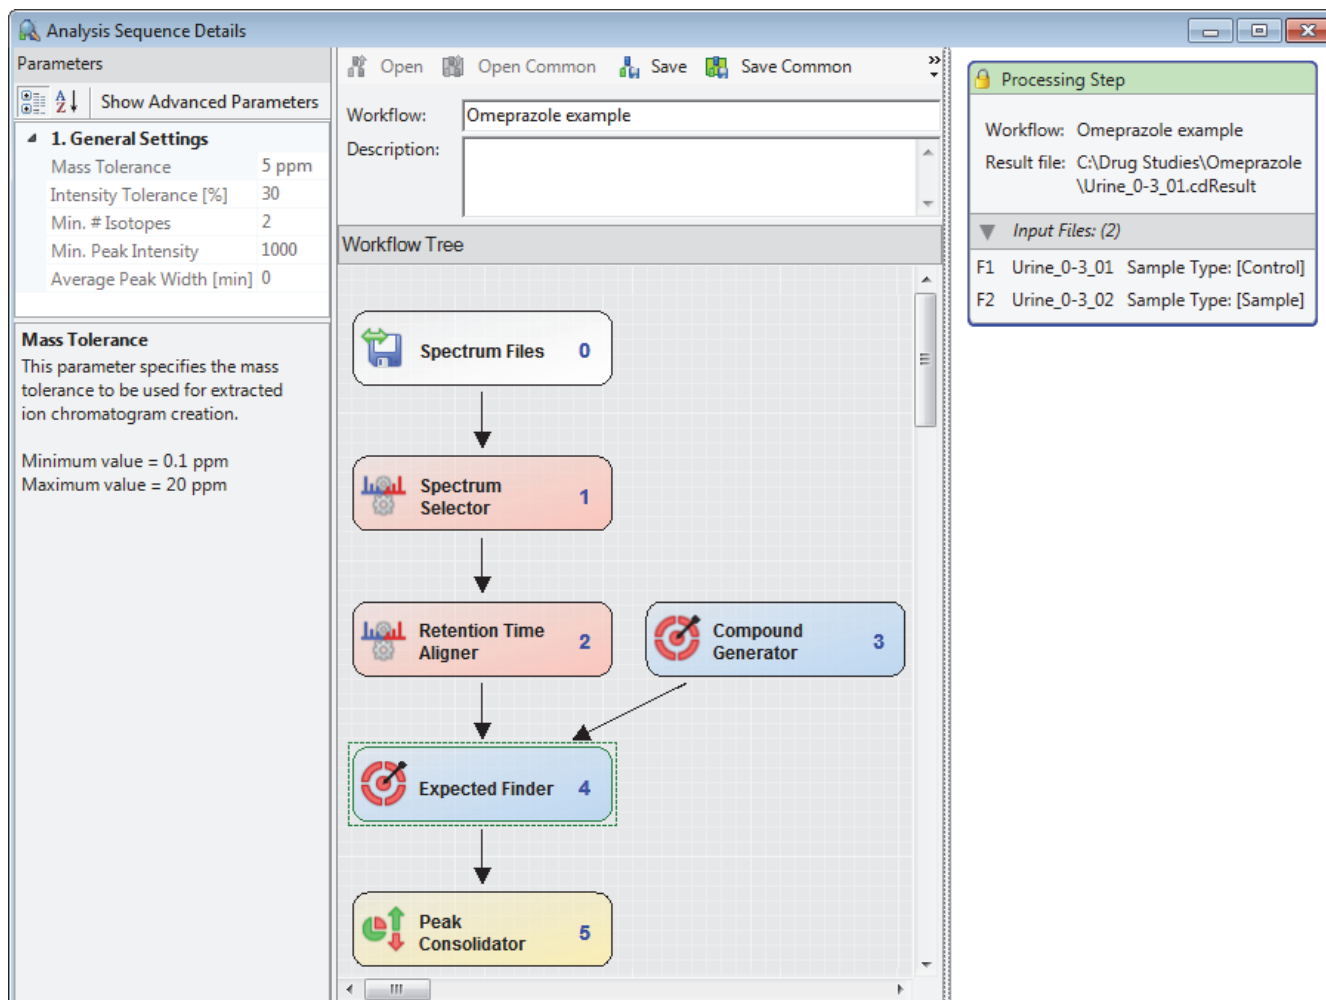 Analysis Sequence Details
Parameters
Show Advanced Parameters
1. General Settings
Mass Tolerance 5 ppm
Intensity Tolerance [%] 30
Min. # Isotopes 2
Min. Peak Intensity 1000
Average Peak Width [min] 0
Mass Tolerance
This parameter specifies the mass
tolerance to be used for extracted
ion chromatogram creation.
Minimum value = 0.1 ppm
Maximum value = 20 ppm
Open Open Common Save Save Common
Workflow: Omeprazole example
Description:
Workflow Tree
Spectrum Files 0
Spectrum
Selector 1
Retention Time
Aligner 2
Compound
Generator 3
Expected Finder 4
Peak
Consolidator 5
Processing Step
Workflow: Omeprazole example
Result file: C:\Drug Studies\Omeprazole
\Urine_0-3_01.cdResult
Input Files: (2)
F1 Urine_0-3_01 Sample Type: [Control]
F2 Urine_0-3_02 Sample Type: [Sample]